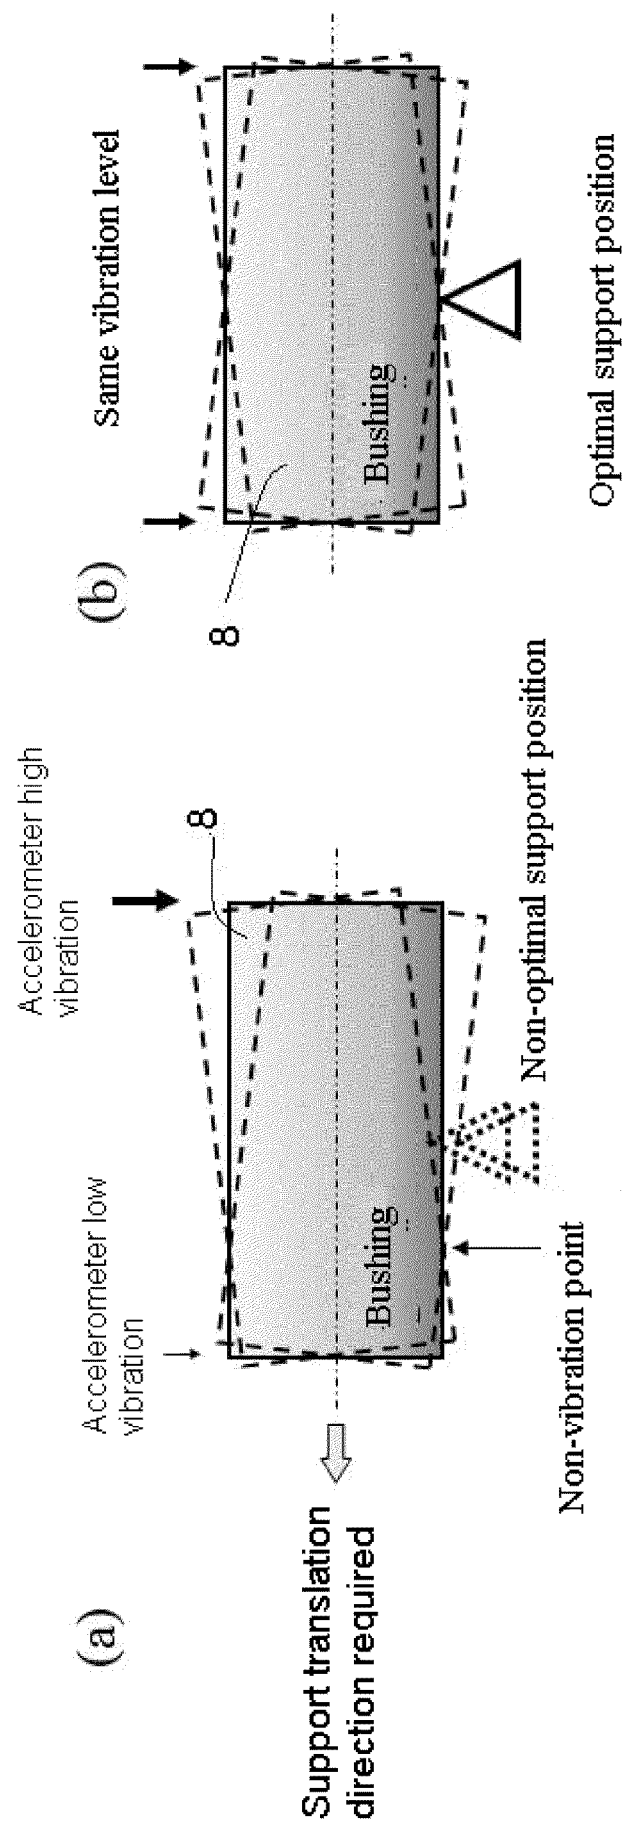 (a)
Accelerometer low
vibration
Accelerometer high
vibration
8
Support translation
direction required
Bushing
Non-vibration point
Non-optimal support position
(b)
Same vibration level
8
Bushing
Optimal support position